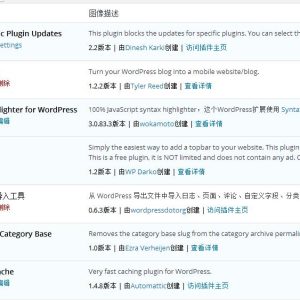 图像描述
ic Plugin Updates
This plugin blocks the updates for specific plugins. You can select th
Settings
2.2版本 | 由Dinesh Karki创建 | 访问插件主页
Turn your WordPress blog into a mobile website/blog.
删除
1.2.2版本 | 由Tyler Reed创建 | 查看详情
lighter for WordPress
100% JavaScript syntax highlighter，这个WordPress扩展使用 Syntax
编辑
3.0.83.3版本 | wokamoto创建 | 查看详情
Simply the easiest way to add a topbar to your website. This plugin
This is a free plugin, it is NOT limited and does not contain any ad. C
1.2版本 | 由WP Darko创建 | 查看详情
导入工具
从 WordPress 导出文件中导入日志、页面、评论、自定义字段、分类
删除
0.6.3版本 | 由wordpressdotorg创建 | 访问插件主页
Category Base
Removes the category base slug from the category archive permalin
编辑
1.0版本 | 由Ezra Verheijen创建 | 查看详情
ache
Very fast caching plugin for WordPress.
编辑
1.4.8版本 | 由Automattic创建 | 访问插件主页